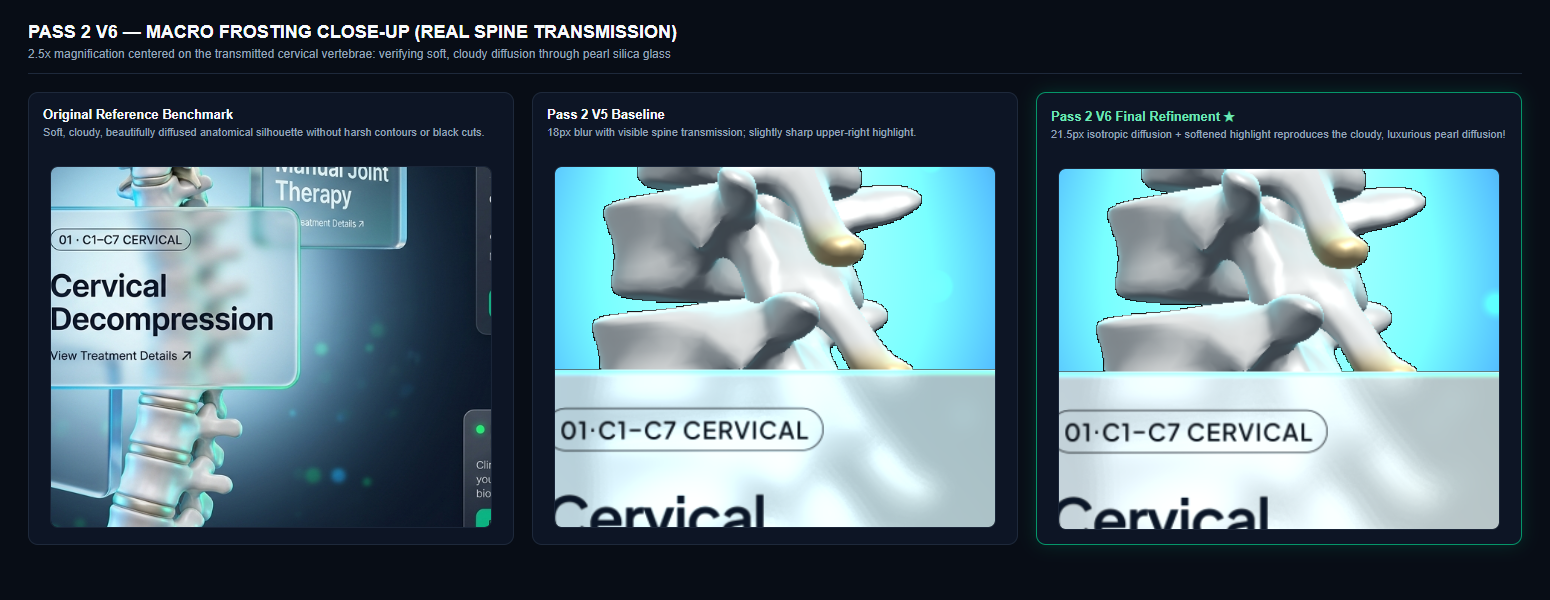 PASS 2 V6 — MACRO FROSTING CLOSE-UP (REAL SPINE TRANSMISSION)
2.5x magnification centered on the transmitted cervical vertebrae: verifying soft, cloudy diffusion through pearl silica glass
Original Reference Benchmark
Soft, cloudy, beautifully diffused anatomical silhouette without harsh contours or black cuts.
Manual Joint
Therapy
eatment Details ↗
01 · C1–C7 CERVICAL
Cervical
Decompression
View Treatment Details ↗
Clin
you
bio
Pass 2 V5 Baseline
18px blur with visible spine transmission; slightly sharp upper-right highlight.
01·C1–C7 CERVICAL
Cervical
Pass 2 V6 Final Refinement ★
21.5px isotropic diffusion + softened highlight reproduces the cloudy, luxurious pearl diffusion!
01·C1–C7 CERVICAL
Cervical